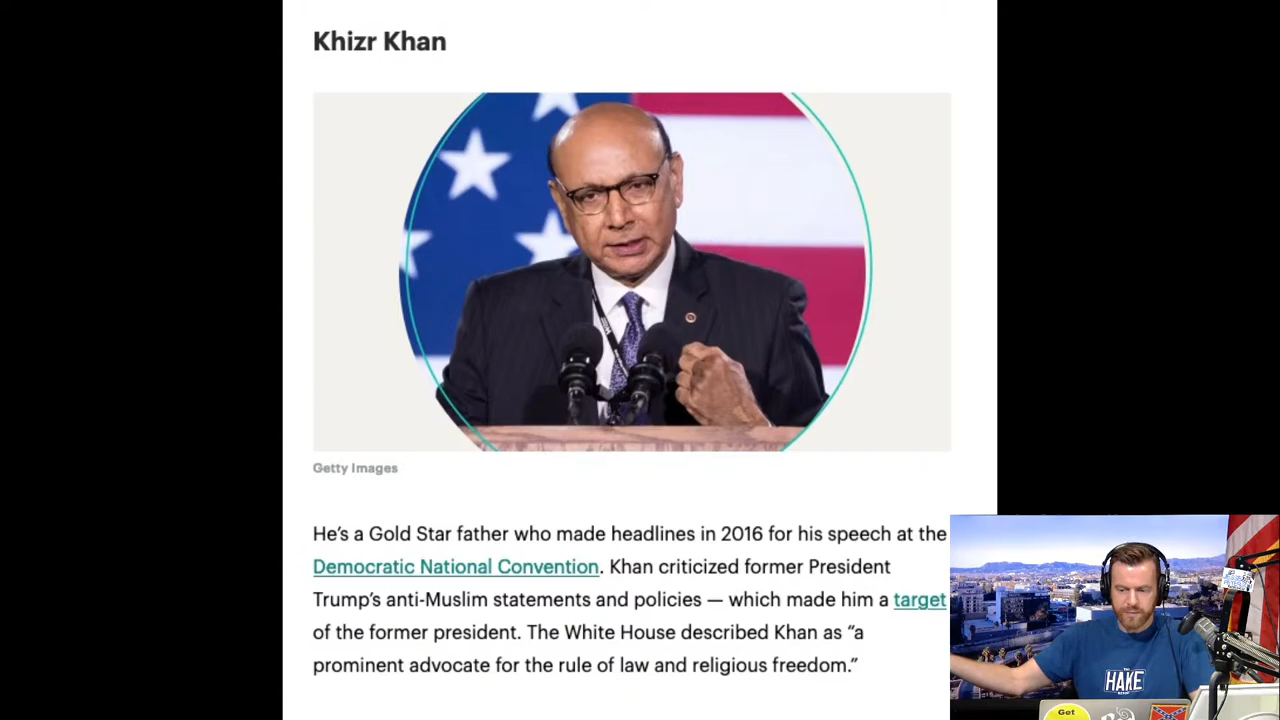 Khizr Khan
Getty Images
He's a Gold Star father who made headlines in 2016 for his speech at the
Democratic National Convention. Khan criticized former President
Trump's anti-Muslim statements and policies — which made him a target
of the former president. The White House described Khan as “a
prominent advocate for the rule of law and religious freedom.”
THE
HAKE
Get